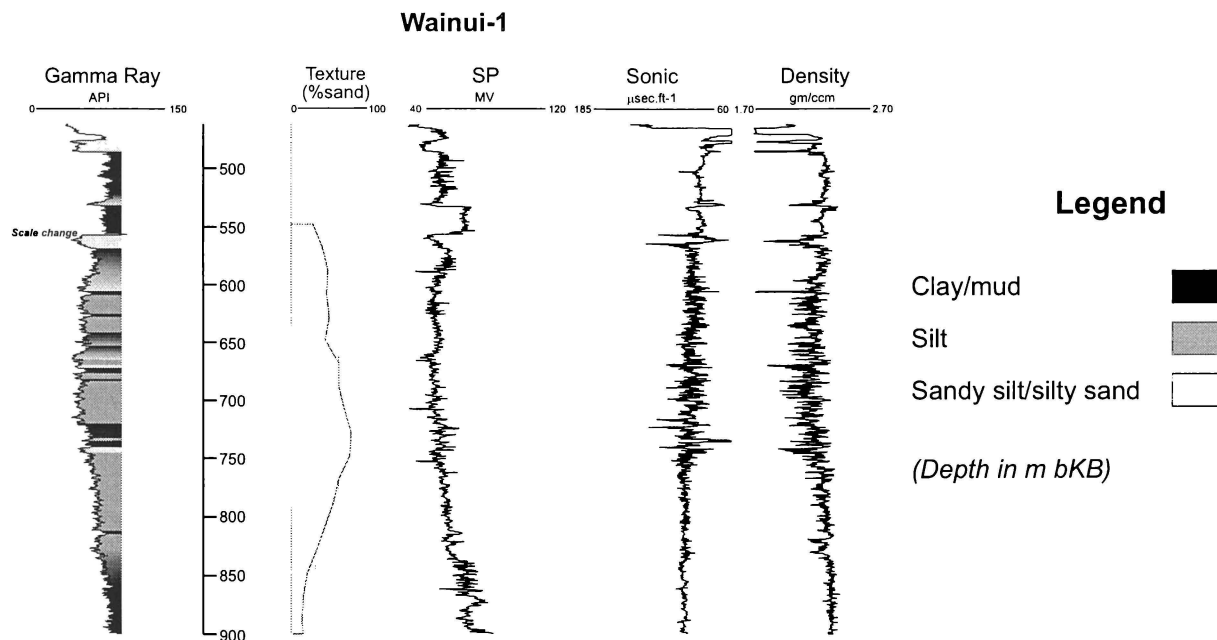 Wainui-1
Gamma Ray
API
0 150
Texture
(%sand)
0 100
SP
MV
40 120
Sonic
μsec.ft-1
185 60
Density
gm/ccm
1.70 2.70
500
550
600
650
700
750
800
850
900
Scale change
Legend
Clay/mud
Silt
Sandy silt/silty sand
(Depth in m bKB)